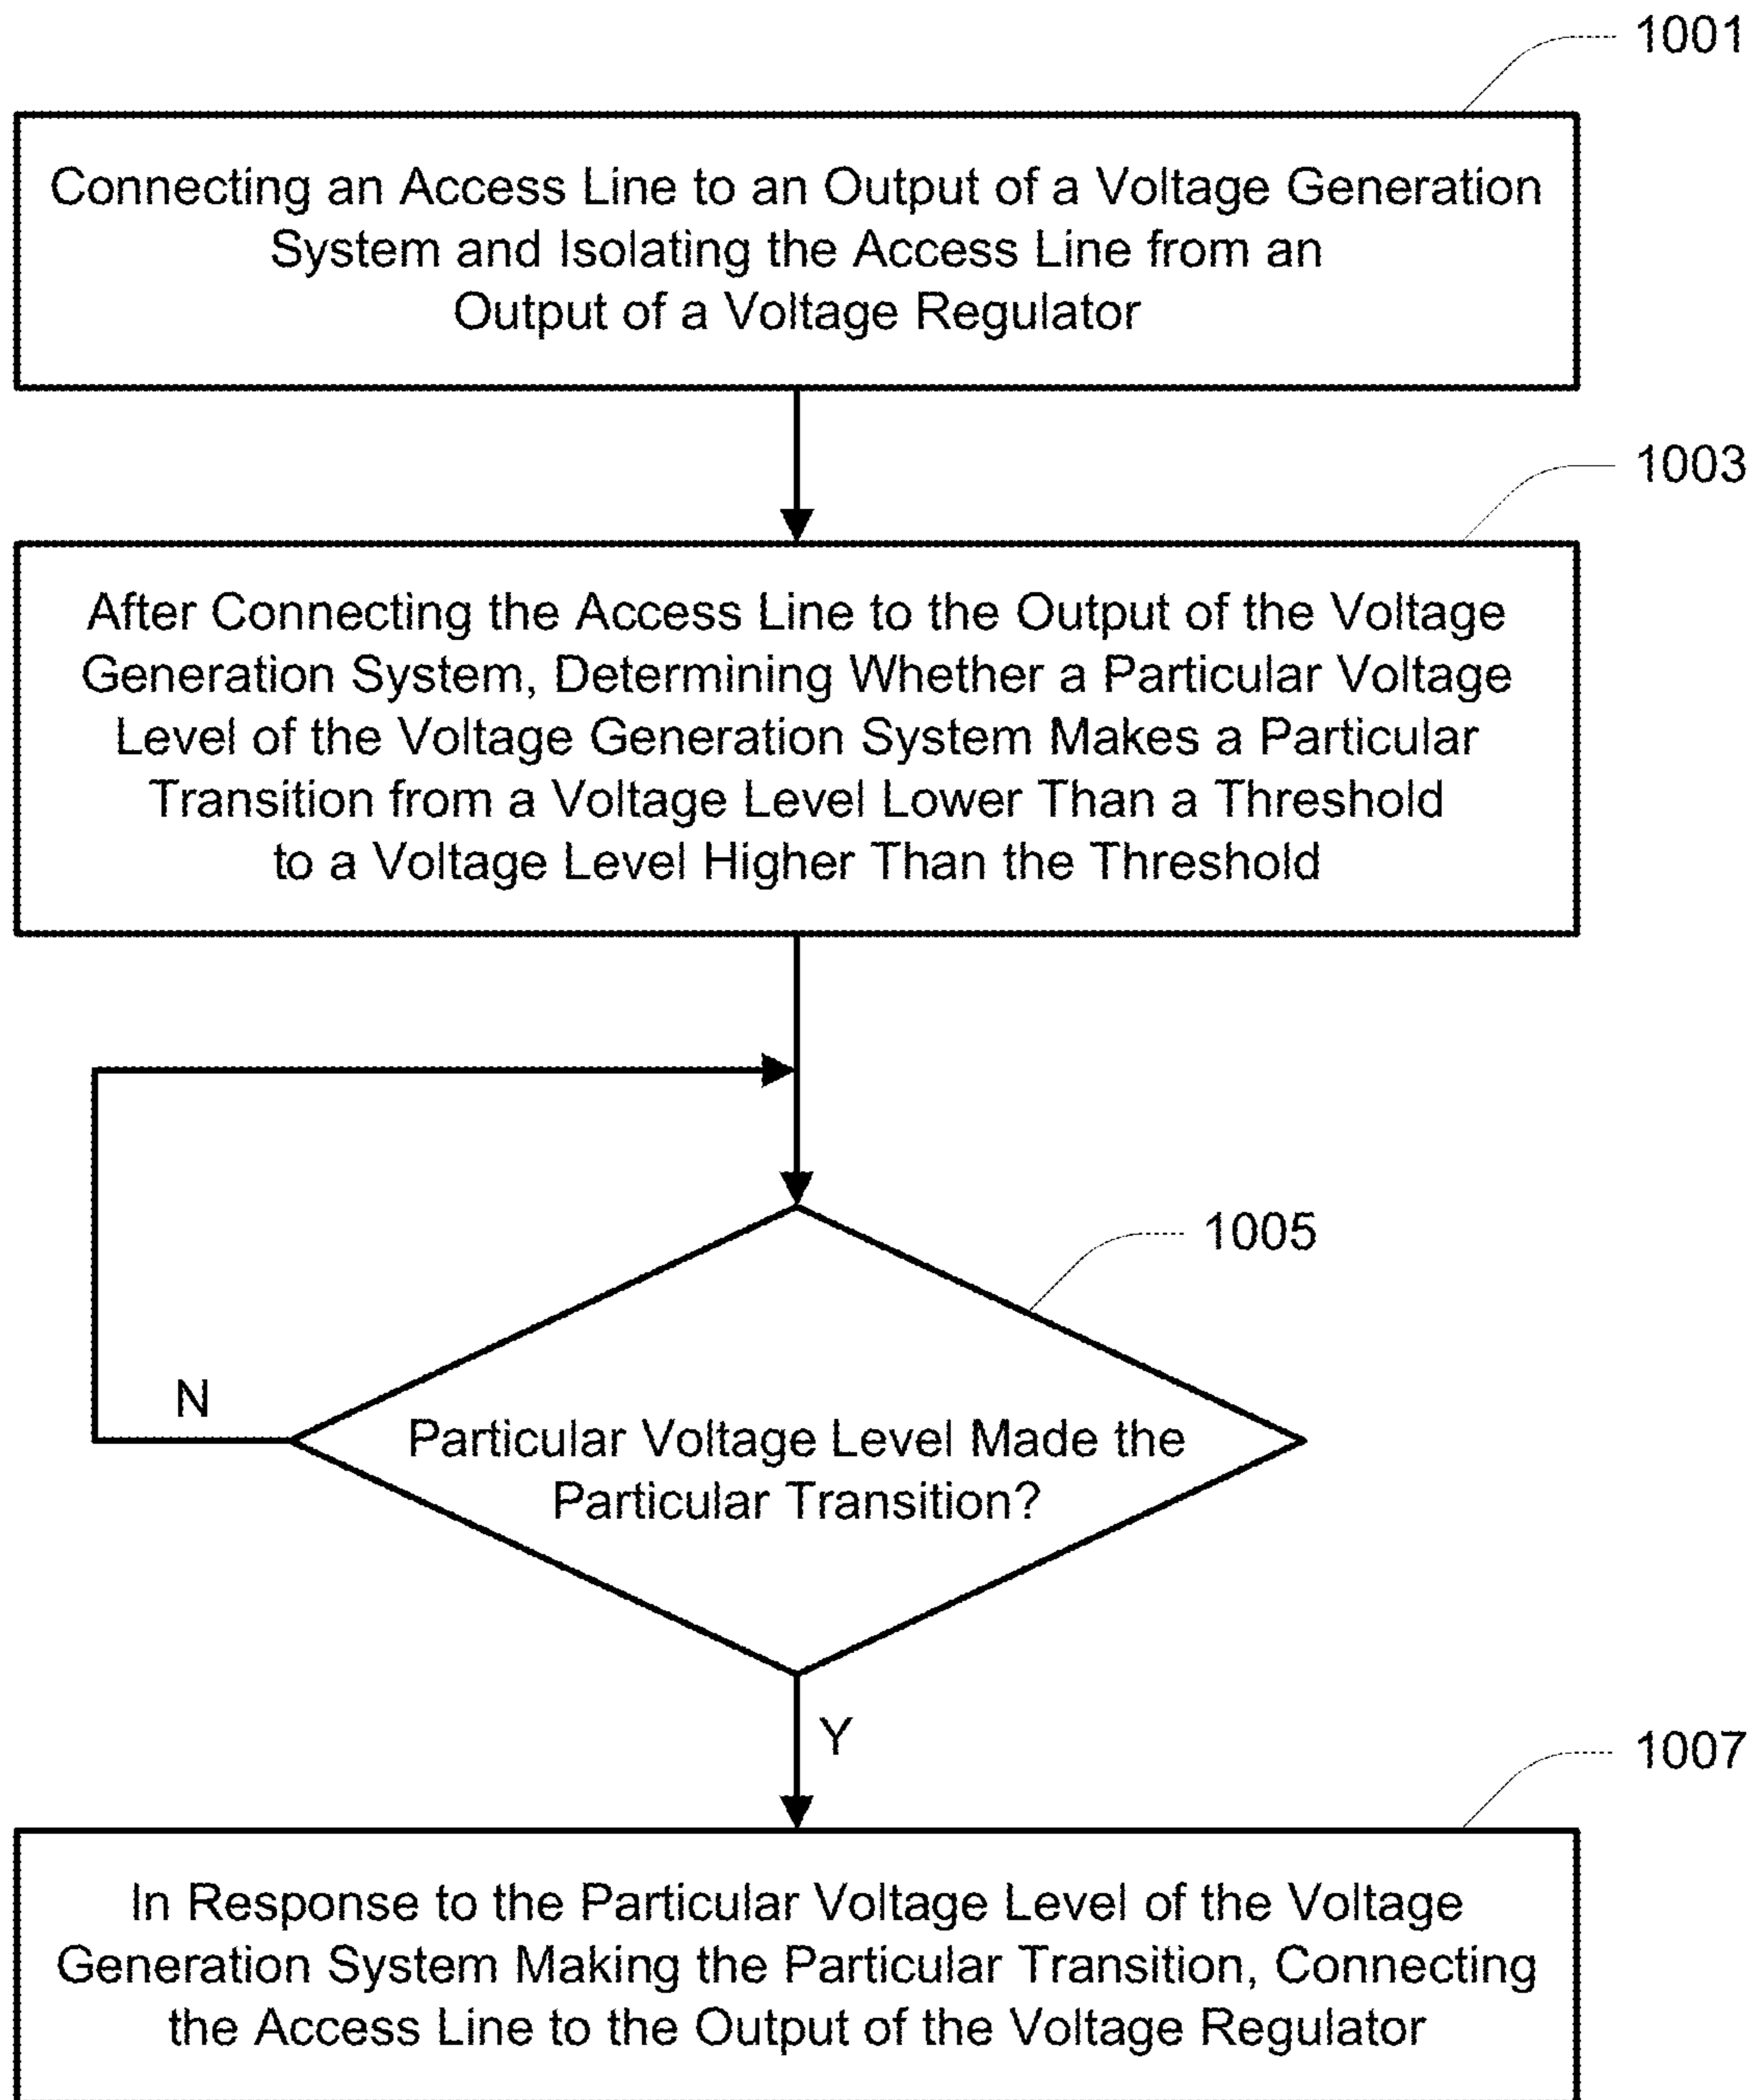 1001
Connecting an Access Line to an Output of a Voltage Generation
System and Isolating the Access Line from an
Output of a Voltage Regulator
1003
After Connecting the Access Line to the Output of the Voltage
Generation System, Determining Whether a Particular Voltage
Level of the Voltage Generation System Makes a Particular
Transition from a Voltage Level Lower Than a Threshold
to a Voltage Level Higher Than the Threshold
1005
N
Particular Voltage Level Made the
Particular Transition?
Y
1007
In Response to the Particular Voltage Level of the Voltage
Generation System Making the Particular Transition, Connecting
the Access Line to the Output of the Voltage Regulator